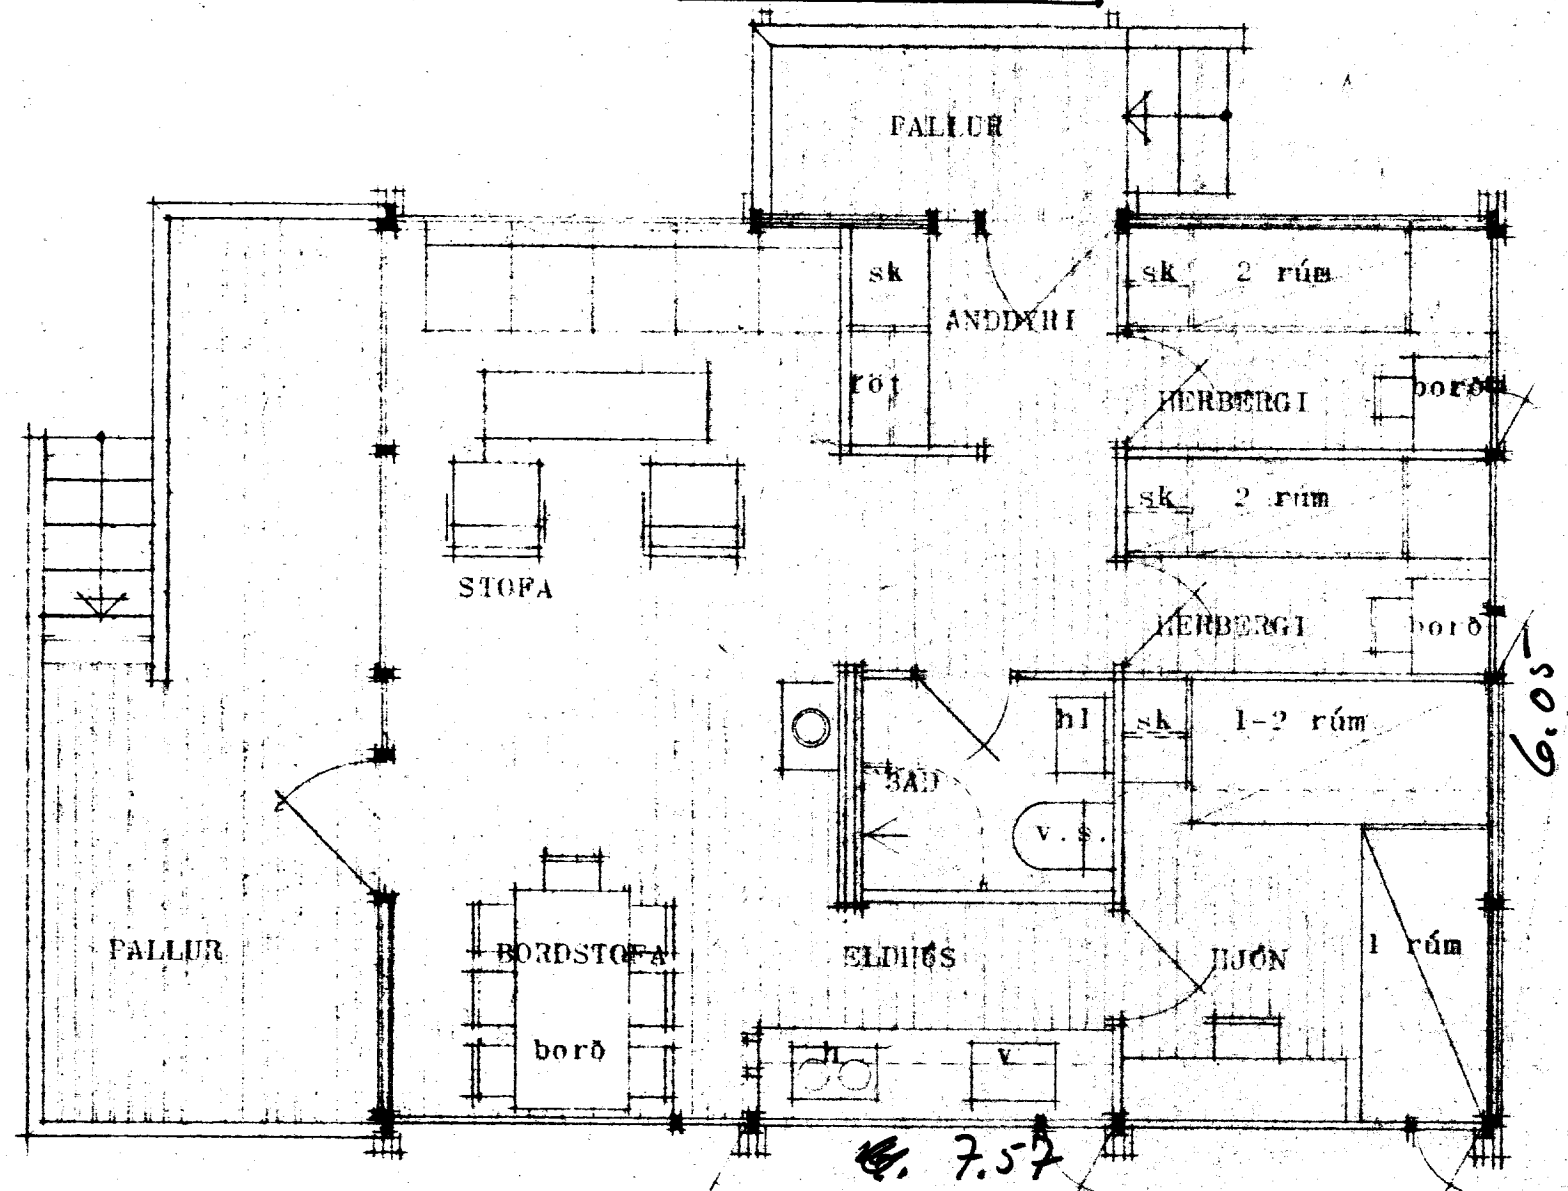 PALLUR
sk
sk 2 rúm
ANDDYRI
röt
HERBERGI
borð
sk 2 rúm
STOFA
HERBERGI
borð
hl
sk 1-2 rúm
BAÐ
v.s.
PALLUR
BORDSTOFA
ELDHÚS
HJÓN
1 rúm
borð
h
v
7.57
6.05